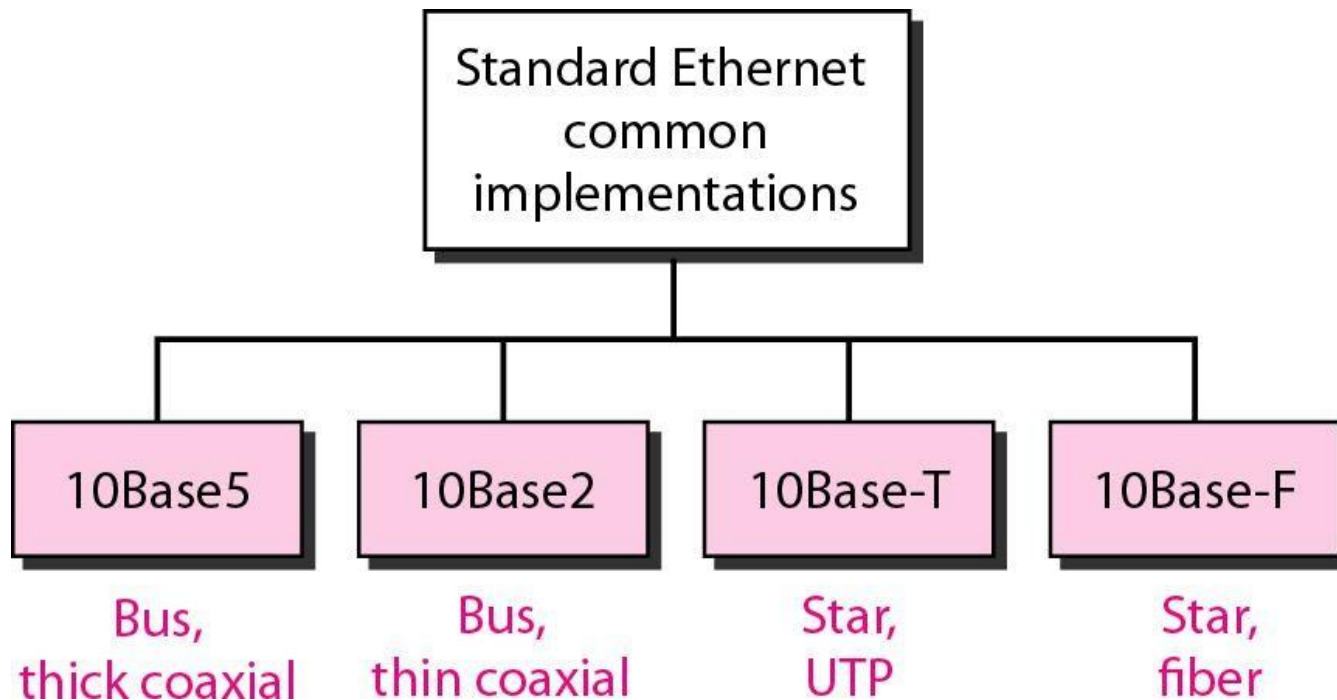 Standard Ethernet
common
implementations
10Base5
10Base2
10Base-T
10Base-F
Bus,
thick coaxial
Bus,
thin coaxial
Star,
UTP
Star,
fiber